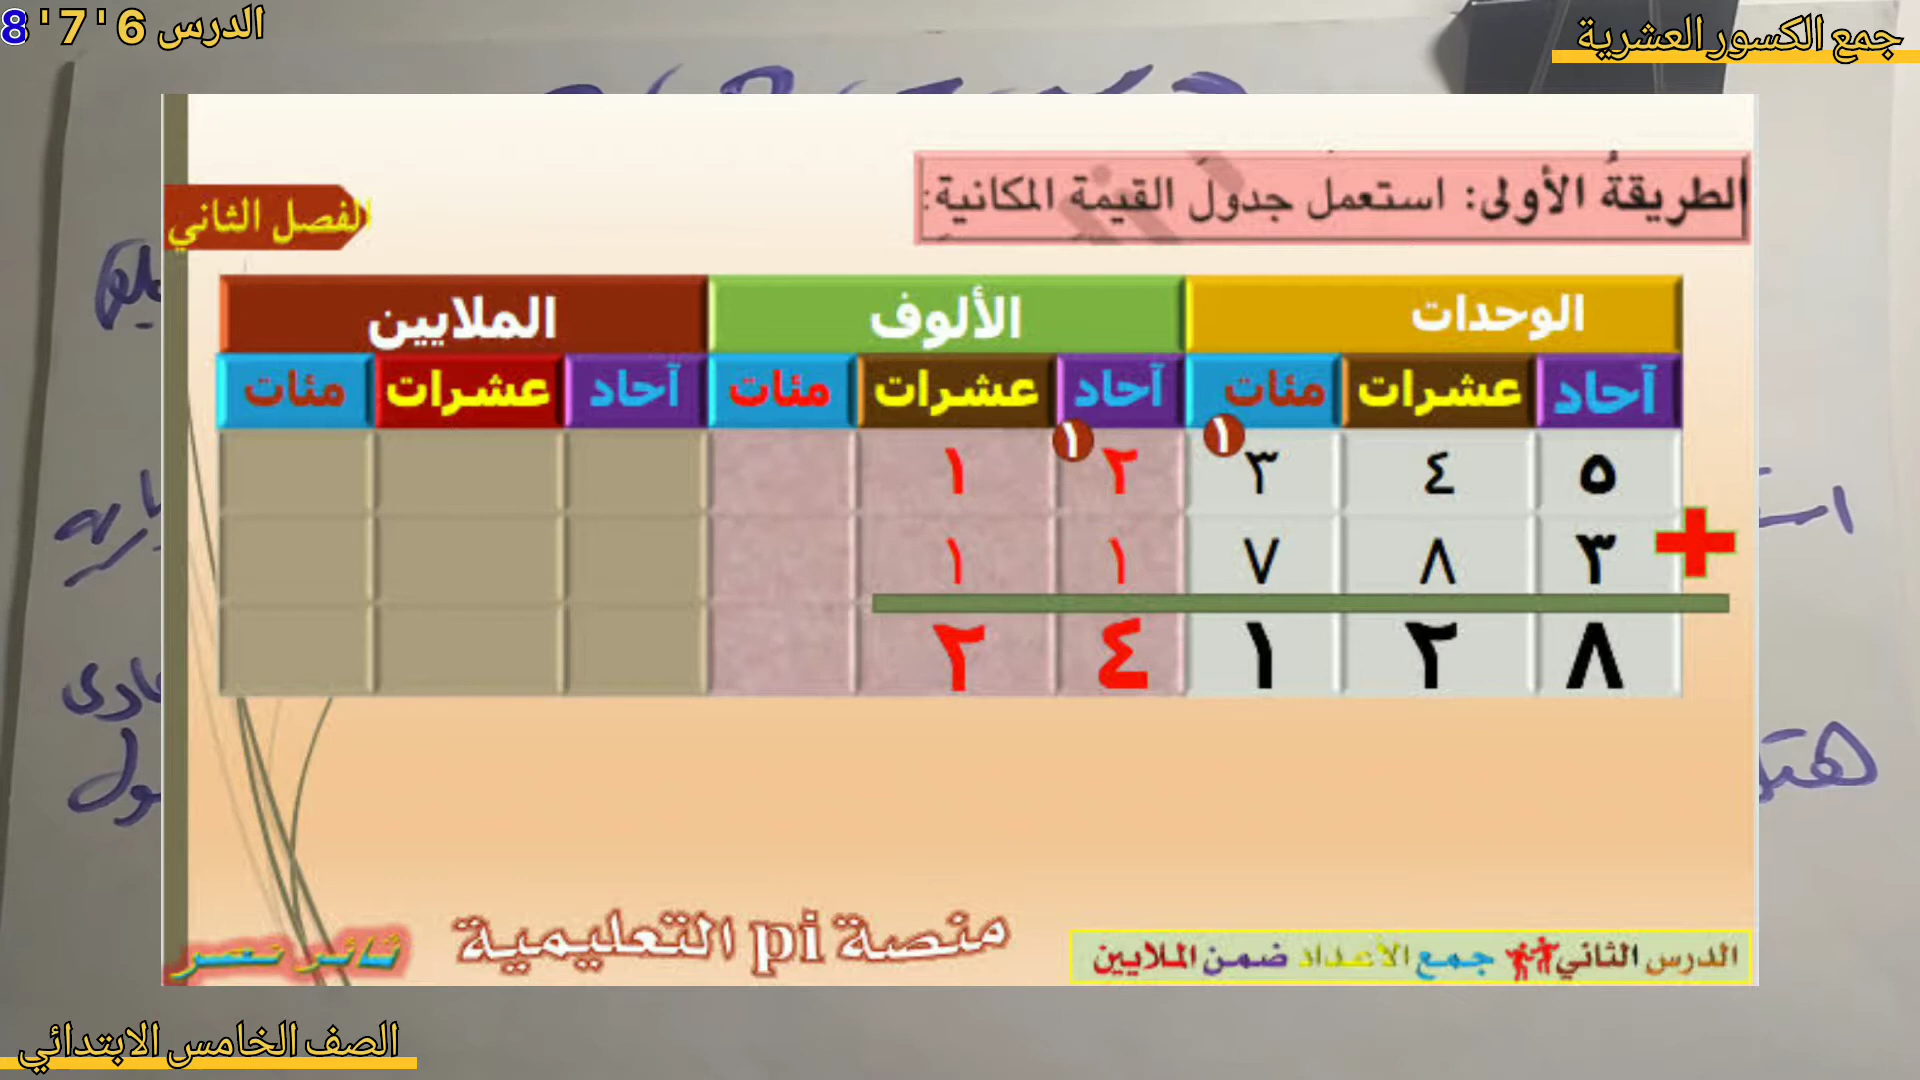 جمع الكسور العشرية
الدرس 6'7'8
الطريقةُ الأولى: استعمل جدول القيمة المكانية:
الفصل الثاني
الوحدات الألوف الملايين
آحاد عشرات مئات آحاد عشرات مئات آحاد عشرات مئات
١ ١
٥ ٤ ٣ ٢ ١
٣ ٨ ٧ ١ ١
+
٨ ٢ ١ ٤ ٢
منصة pi التعليمية
الدرس الثاني جمع الاعداد ضمن الملايين
ثائر نصر
الصف الخامس الابتدائي